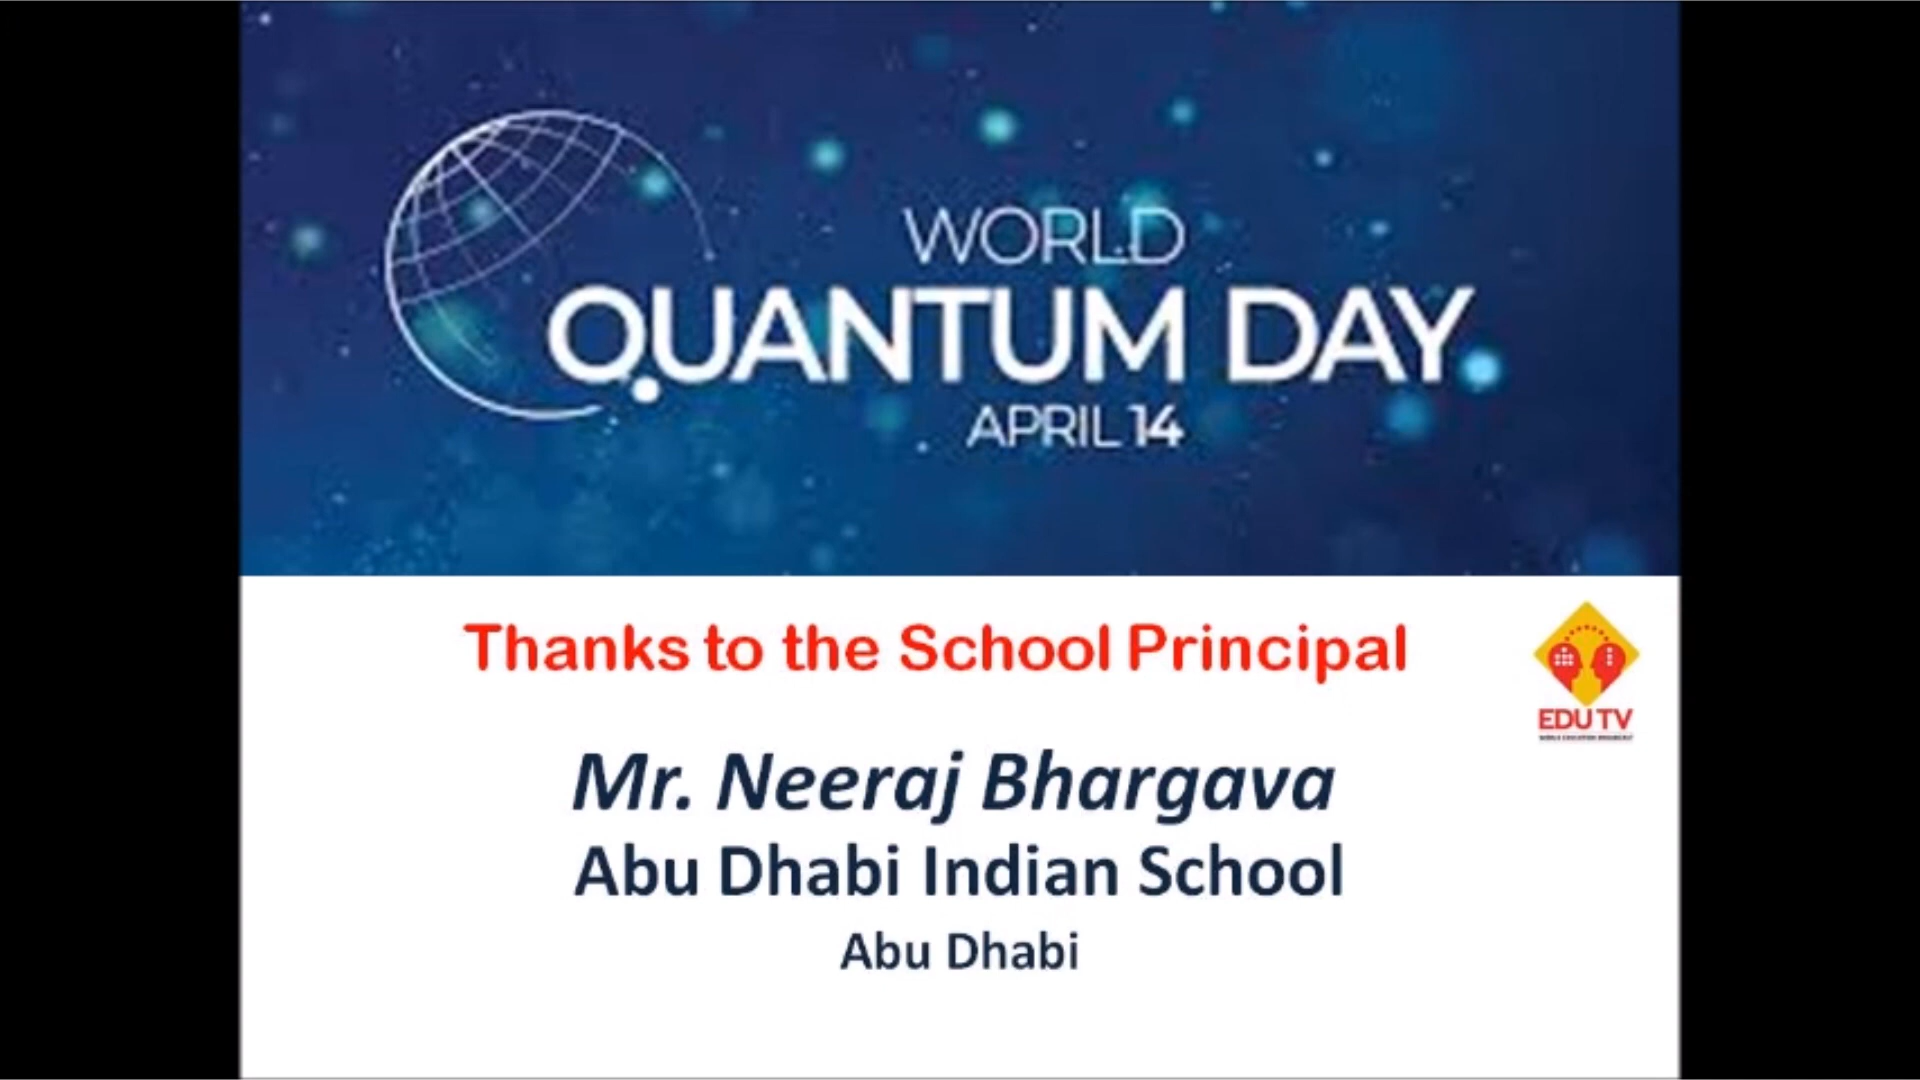 WORLD
QUANTUM DAY
APRIL 14
Thanks to the School Principal
EDU TV
Mr. Neeraj Bhargava
Abu Dhabi Indian School
Abu Dhabi